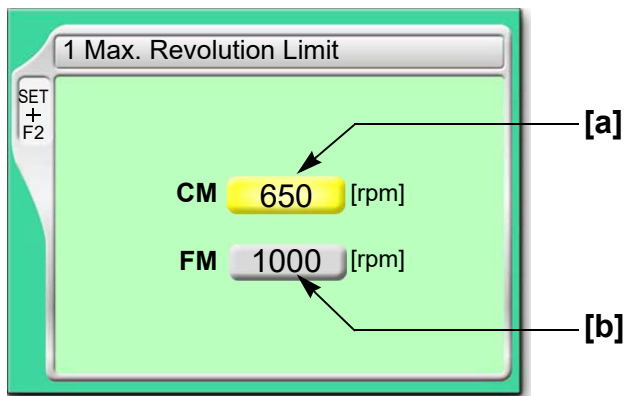 1 Max. Revolution Limit
SET
+
F2
[a]
CM 650 [rpm]
FM 1000 [rpm]
[b]